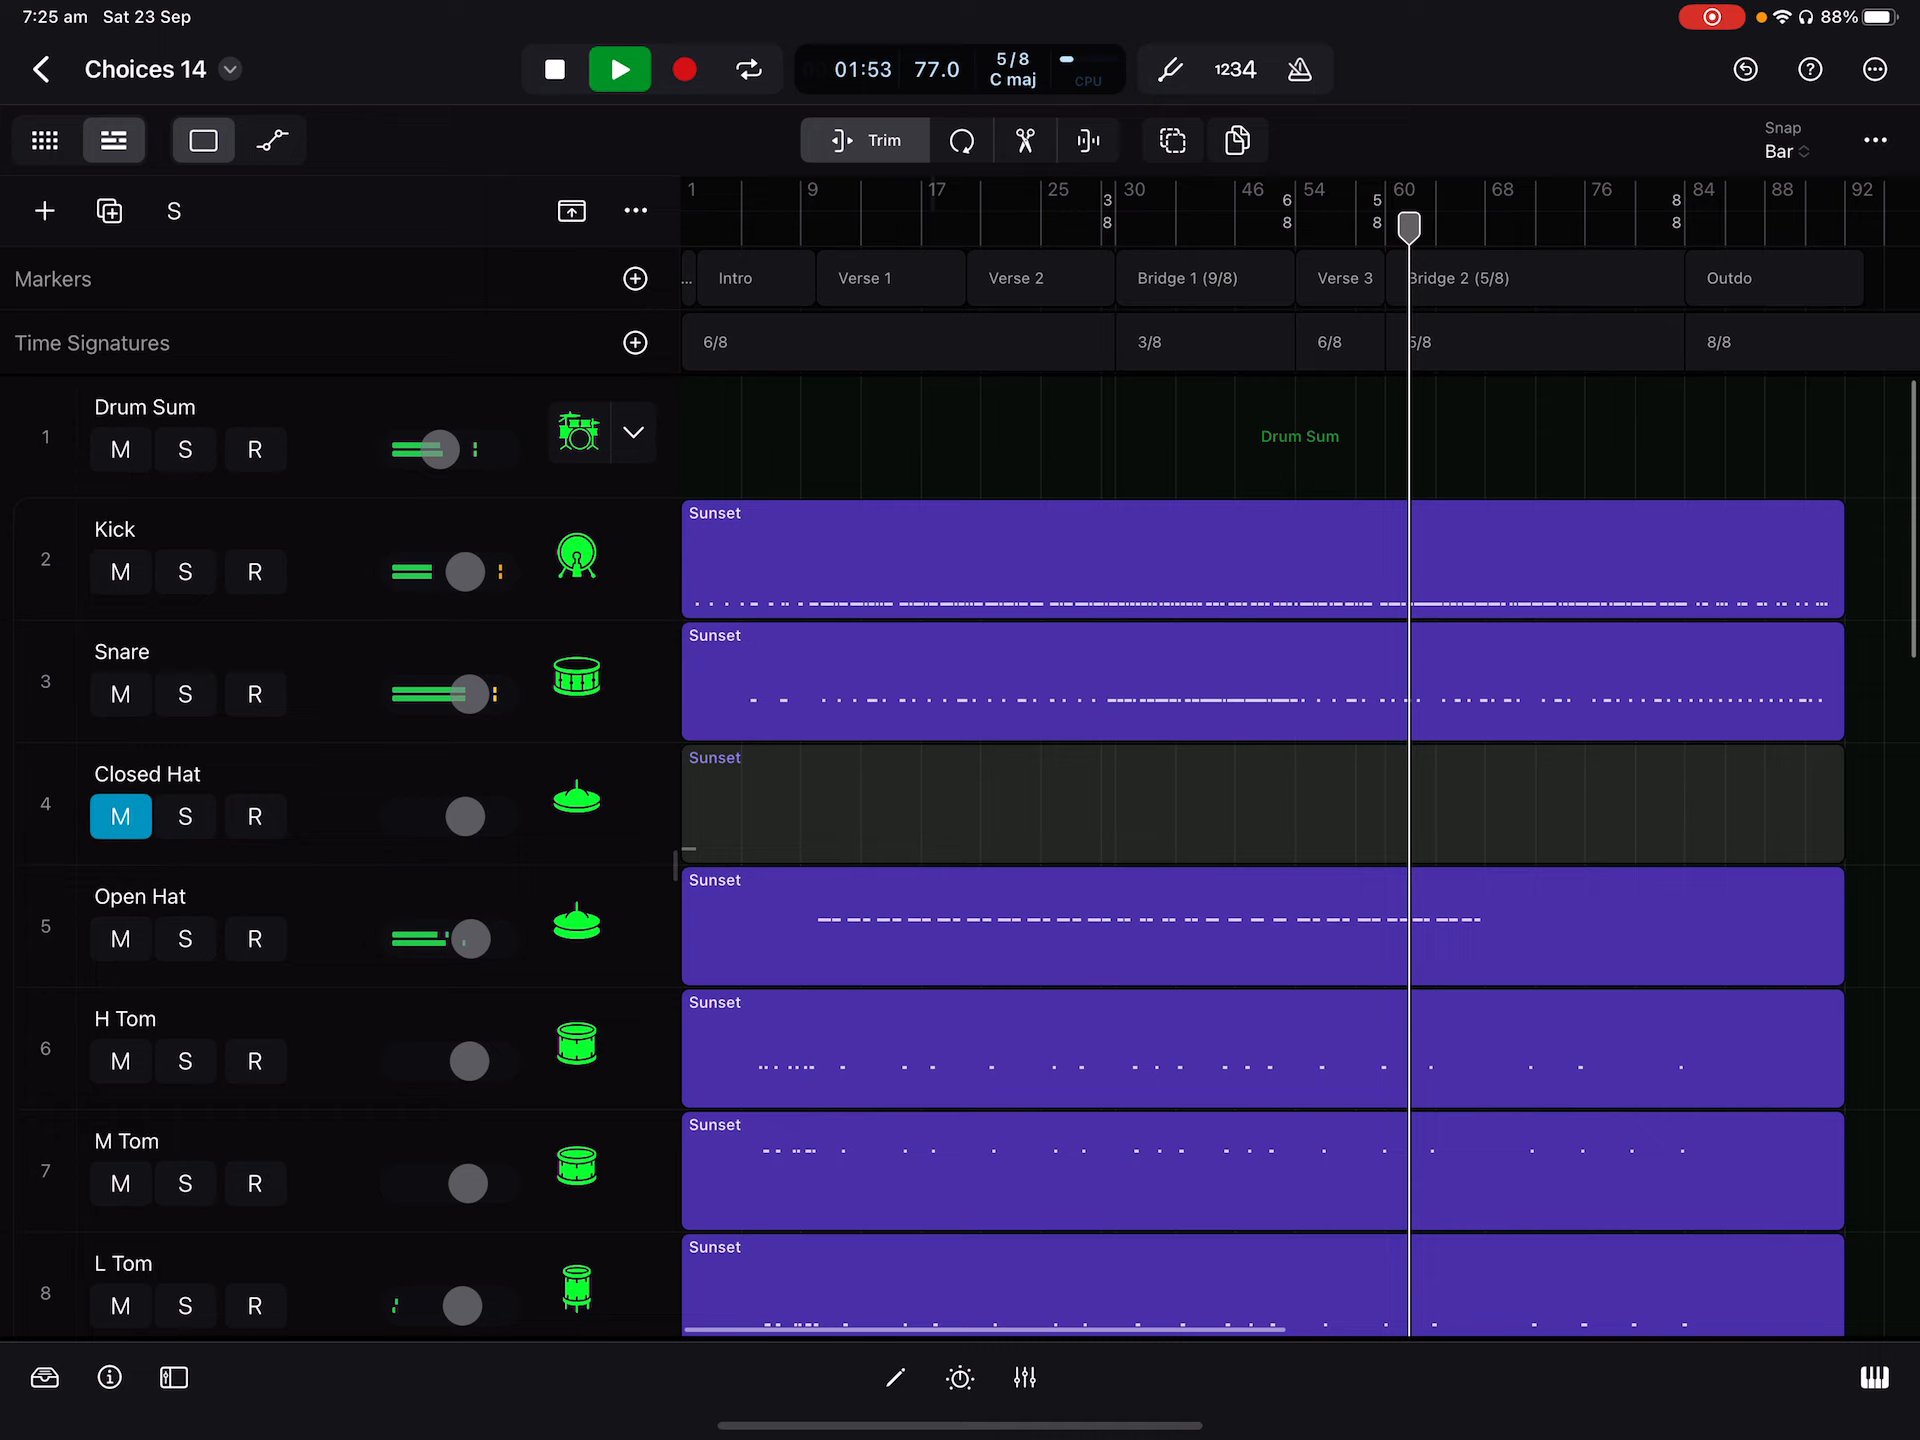 7:25 am Sat 23 Sep
88%
Choices 14
01:53 77.0 5/8 C maj CPU
1234
Trim
Snap
Bar
S
1 9 17 25 30 46 54 60 68 76 84 88 92
3 8 6 8 5 8 8 8
Markers
... Intro Verse 1 Verse 2 Bridge 1 (9/8) Verse 3 Bridge 2 (5/8) Outdo
Time Signatures
6/8 3/8 6/8 5/8 8/8
Drum Sum
1 M S R
Drum Sum
Kick
2 M S R
Sunset
Snare
3 M S R
Sunset
Closed Hat
4 M S R
Sunset
Open Hat
5 M S R
Sunset
H Tom
6 M S R
Sunset
M Tom
7 M S R
Sunset
L Tom
8 M S R
Sunset